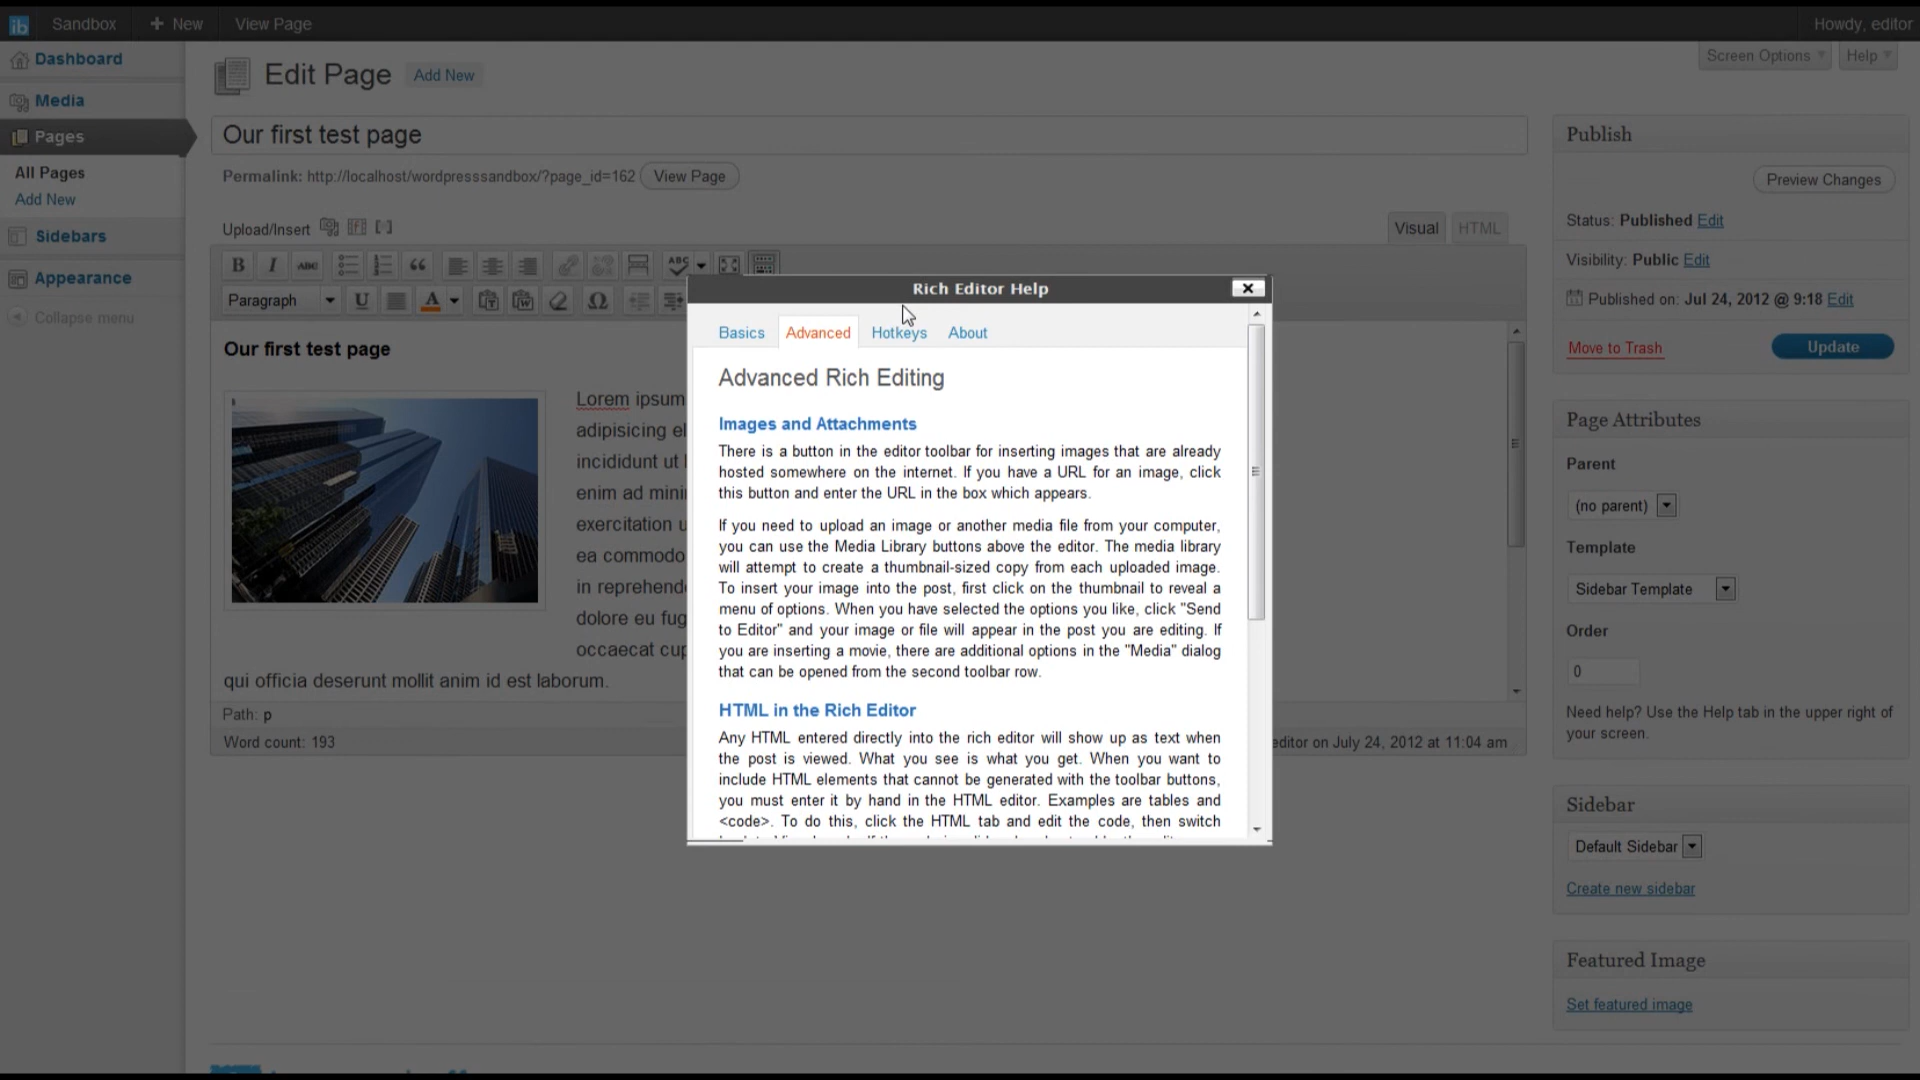 ib Sandbox + New View Page Howdy, editor
Dashboard
Media
Pages
All Pages
Add New
Sidebars
Appearance
Collapse menu
Edit Page Add New
Screen Options Help
Our first test page
Permalink: http://localhost/wordpresssandbox/?page_id=162 View Page
Upload/Insert
Visual HTML
B I ABC ABC
Paragraph U A
Our first test page
Lorem ipsum
adipisicing el
incididunt ut
enim ad mini
exercitation u
ea commodo
in reprehende
dolore eu fug
occaecat cup
qui officia deserunt mollit anim id est laborum.
Path: p
Word count: 193
editor on July 24, 2012 at 11:04 am
Rich Editor Help
Basics Advanced Hotkeys About
Advanced Rich Editing
Images and Attachments
There is a button in the editor toolbar for inserting images that are already
hosted somewhere on the internet. If you have a URL for an image, click
this button and enter the URL in the box which appears.
If you need to upload an image or another media file from your computer,
you can use the Media Library buttons above the editor. The media library
will attempt to create a thumbnail-sized copy from each uploaded image.
To insert your image into the post, first click on the thumbnail to reveal a
menu of options. When you have selected the options you like, click "Send
to Editor" and your image or file will appear in the post you are editing. If
you are inserting a movie, there are additional options in the "Media" dialog
that can be opened from the second toolbar row.
HTML in the Rich Editor
Any HTML entered directly into the rich editor will show up as text when
the post is viewed. What you see is what you get. When you want to
include HTML elements that cannot be generated with the toolbar buttons,
you must enter it by hand in the HTML editor. Examples are tables and
<code>. To do this, click the HTML tab and edit the code, then switch
Publish
Preview Changes
Status: Published Edit
Visibility: Public Edit
Published on: Jul 24, 2012 @ 9:18 Edit
Move to Trash Update
Page Attributes
Parent
(no parent)
Template
Sidebar Template
Order
0
Need help? Use the Help tab in the upper right of
your screen.
Sidebar
Default Sidebar
Create new sidebar
Featured Image
Set featured image